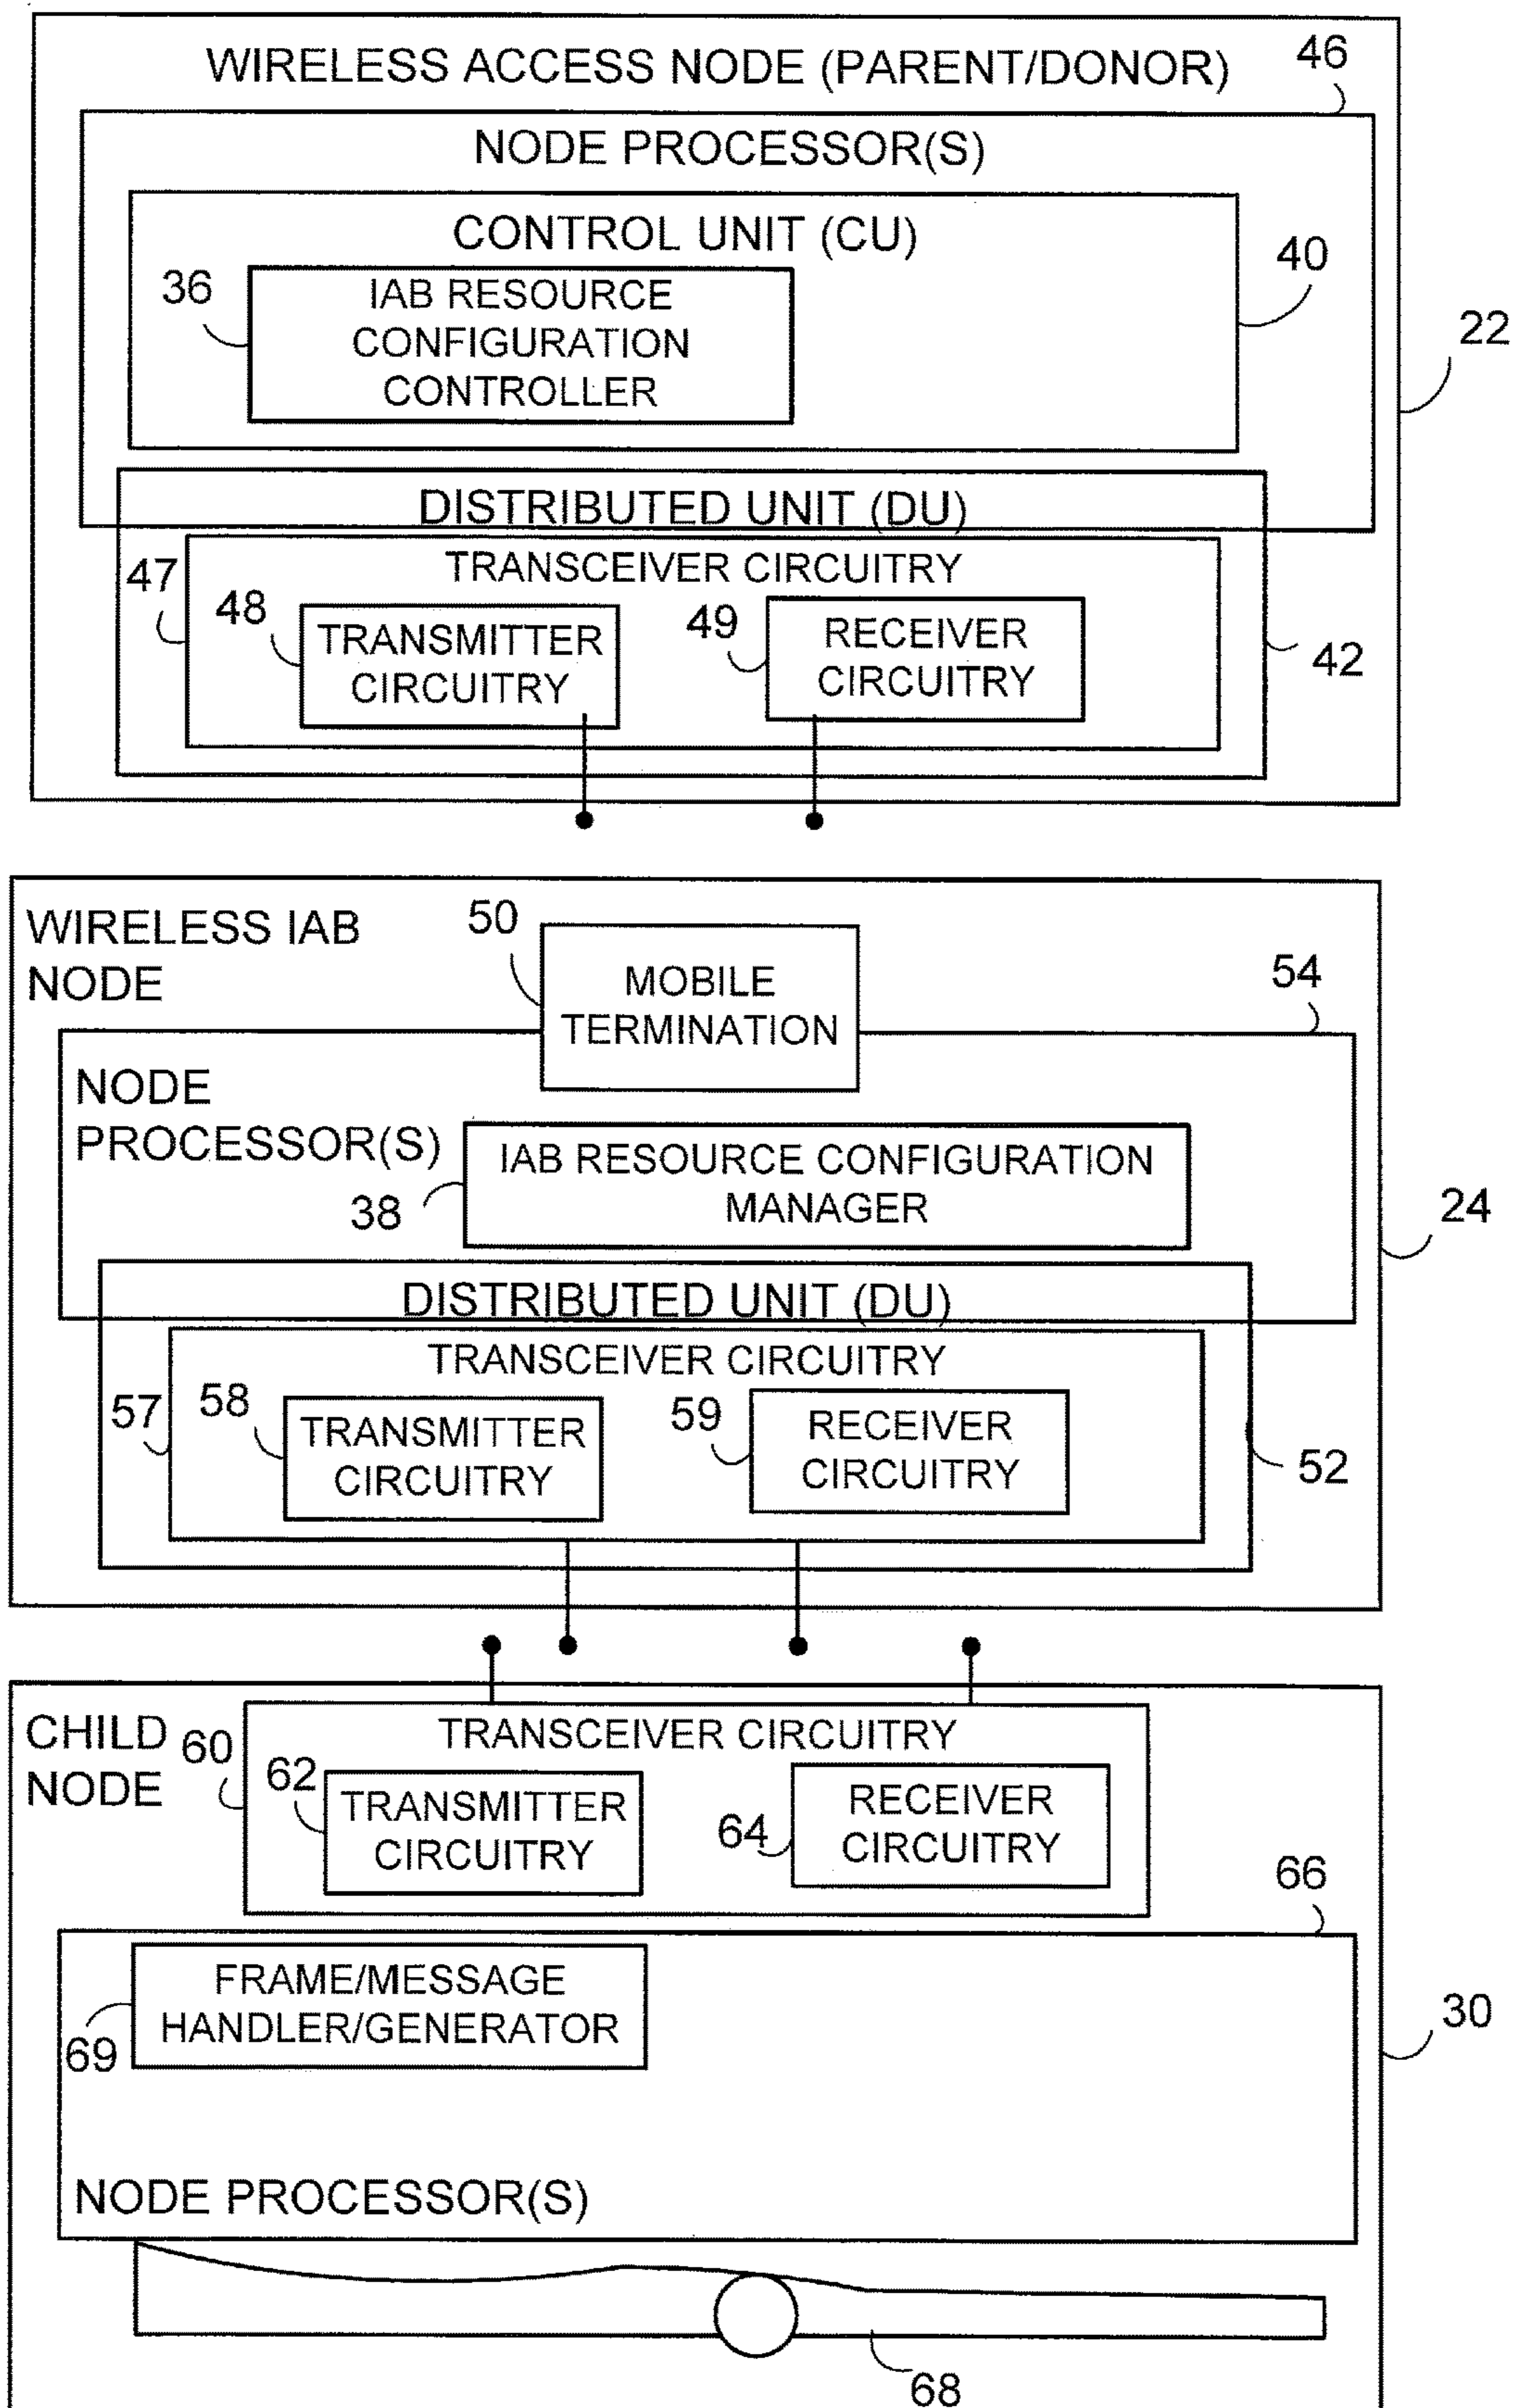 WIRELESS ACCESS NODE (PARENT/DONOR)
46
NODE PROCESSOR(S)
CONTROL UNIT (CU)
40
36
IAB RESOURCE
CONFIGURATION
CONTROLLER
22
DISTRIBUTED UNIT (DU)
47
TRANSCEIVER CIRCUITRY
48
TRANSMITTER
CIRCUITRY
49
RECEIVER
CIRCUITRY
42
WIRELESS IAB
NODE
50
MOBILE
TERMINATION
54
NODE
PROCESSOR(S)
38
IAB RESOURCE CONFIGURATION
MANAGER
24
DISTRIBUTED UNIT (DU)
TRANSCEIVER CIRCUITRY
57
58
TRANSMITTER
CIRCUITRY
59
RECEIVER
CIRCUITRY
52
CHILD
NODE
60
TRANSCEIVER CIRCUITRY
62
TRANSMITTER
CIRCUITRY
64
RECEIVER
CIRCUITRY
66
FRAME/MESSAGE
HANDLER/GENERATOR
69
30
NODE PROCESSOR(S)
68